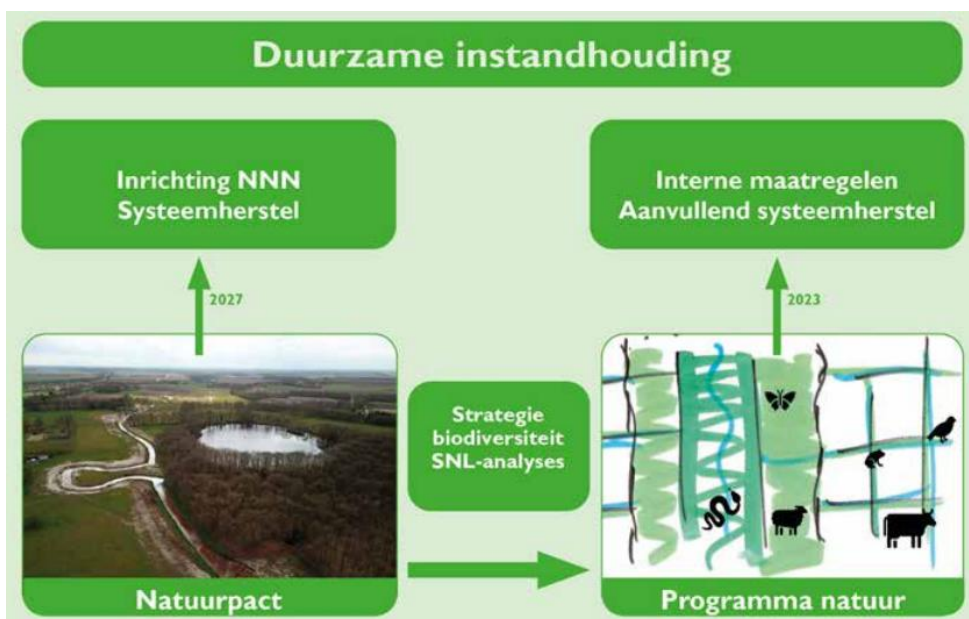 Duurzame instandhouding
Inrichting NNN
Systeemherstel
Interne maatregelen
Aanvullend systeemherstel
2027
2023
Strategie
biodiversiteit
SNL-analyses
Natuurpact
Programma natuur